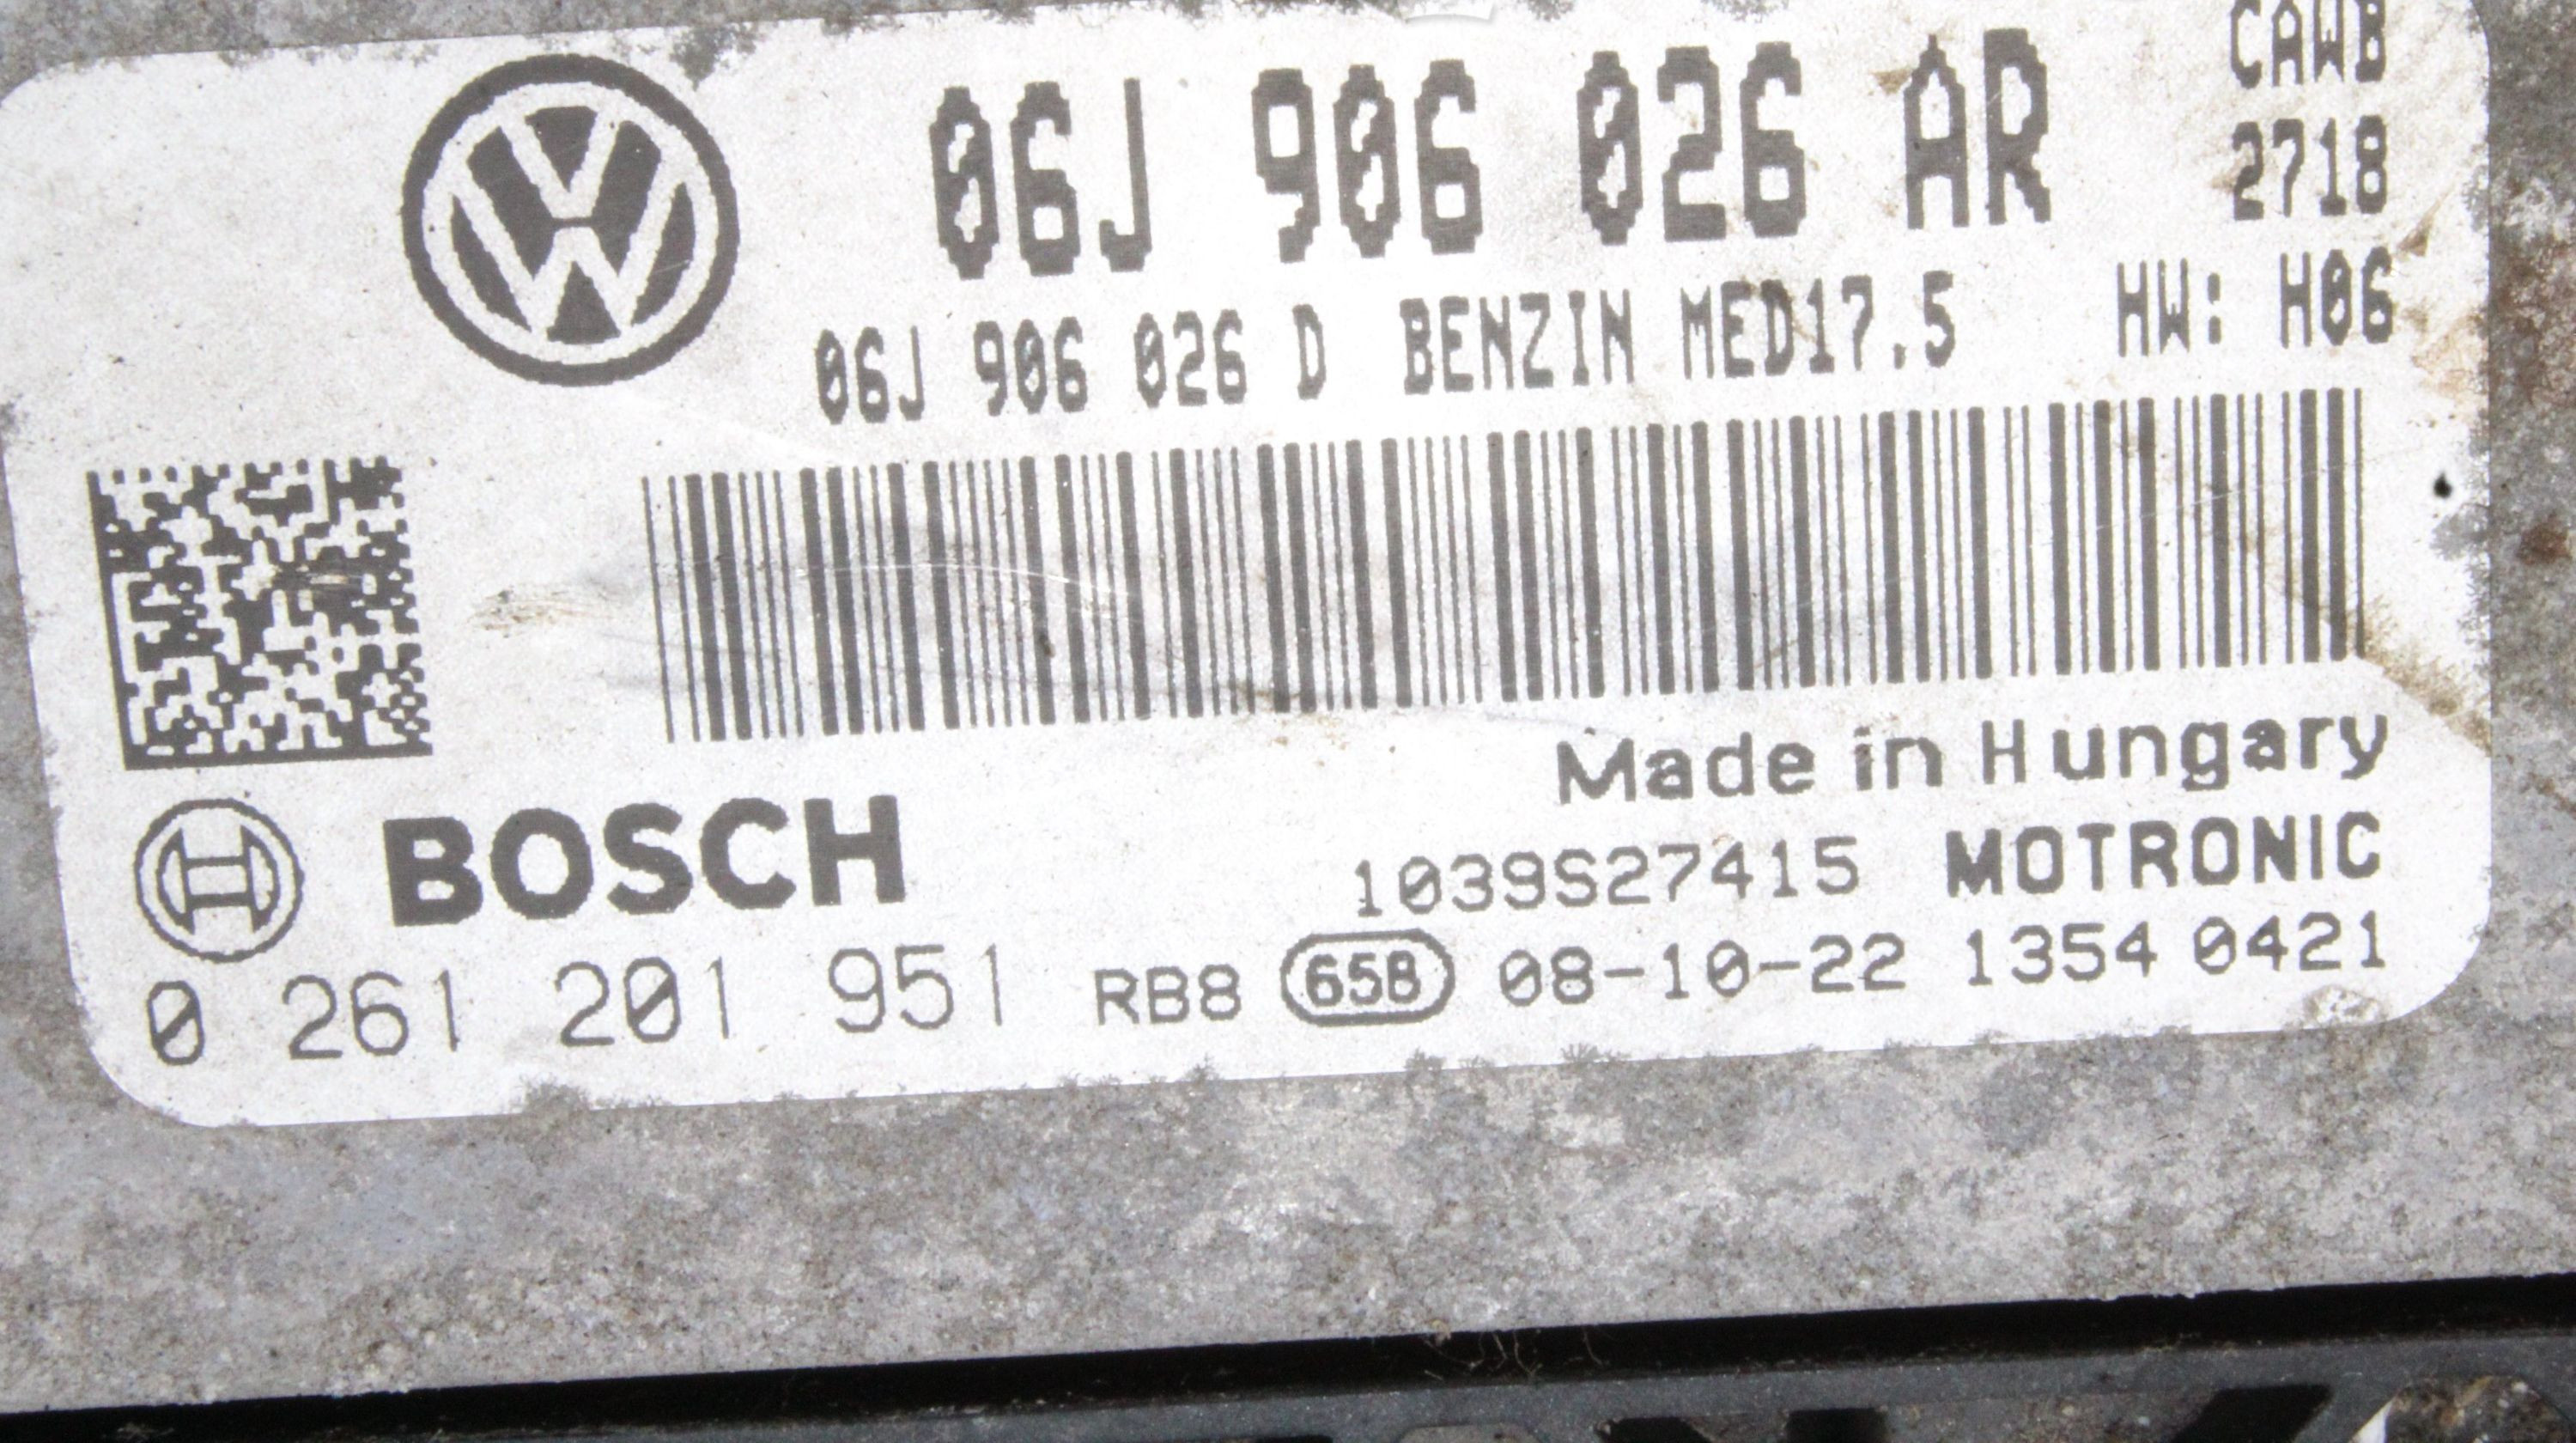 06J 906 026 AR CAWB
2718
06J 906 026 D BENZIN MED17.5 HW: H06
Made in Hungary
BOSCH 1039S27415 MOTRONIC
0 261 201 951 RB8 65B 08-10-22 1354 0421